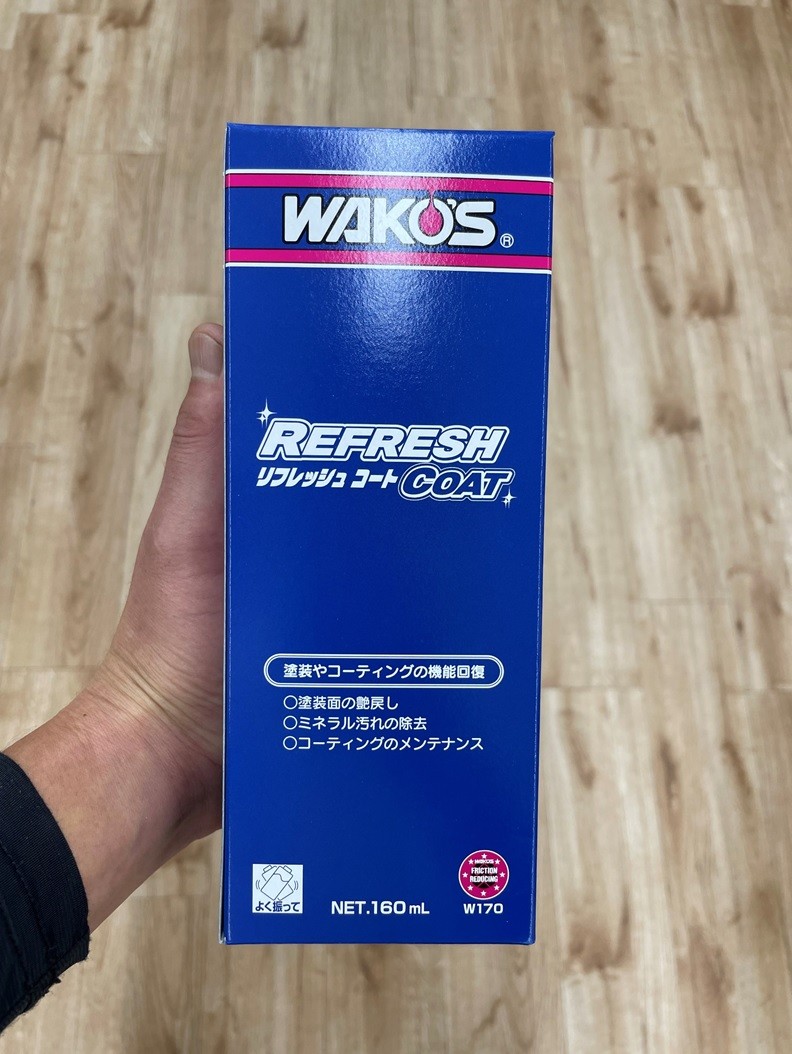 WAKO'S®
REFRESH
リフレッシュ コート COAT
塗装やコーティングの機能回復
○塗装面の艶戻し
○ミネラル汚れの除去
○コーティングのメンテナンス
よく振って
NET.160mL
WAKO'S
FRICTION
REDUCING
W170